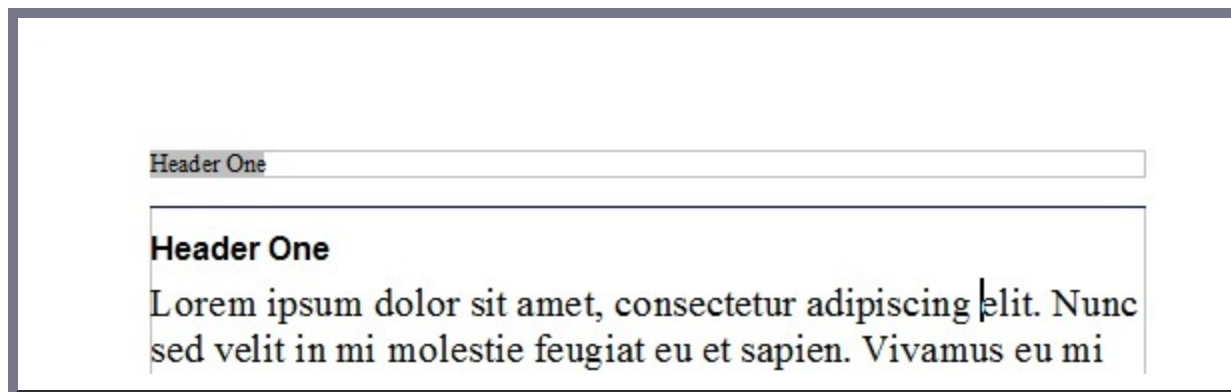 Header One
Header One
Lorem ipsum dolor sit amet, consectetur adipiscing elit. Nunc
sed velit in mi molestie feugiat eu et sapien. Vivamus eu mi